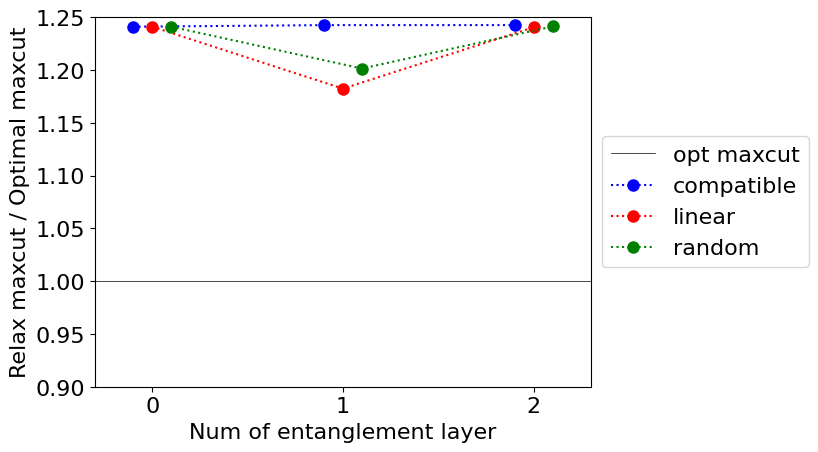 Relax maxcut / Optimal maxcut
1.25
1.20
1.15
1.10
1.05
1.00
0.95
0.90
0 1 2
Num of entanglement layer
opt maxcut
compatible
linear
random